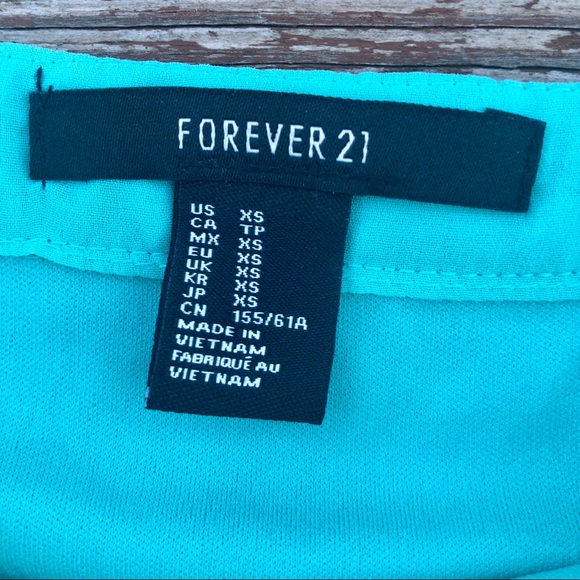 FOREVER 21
US XS
CA TP
MX XS
EU XS
UK XS
KR XS
JP XS
CN 155/61A
MADE IN
VIETNAM
FABRIQUÉ AU
VIETNAM